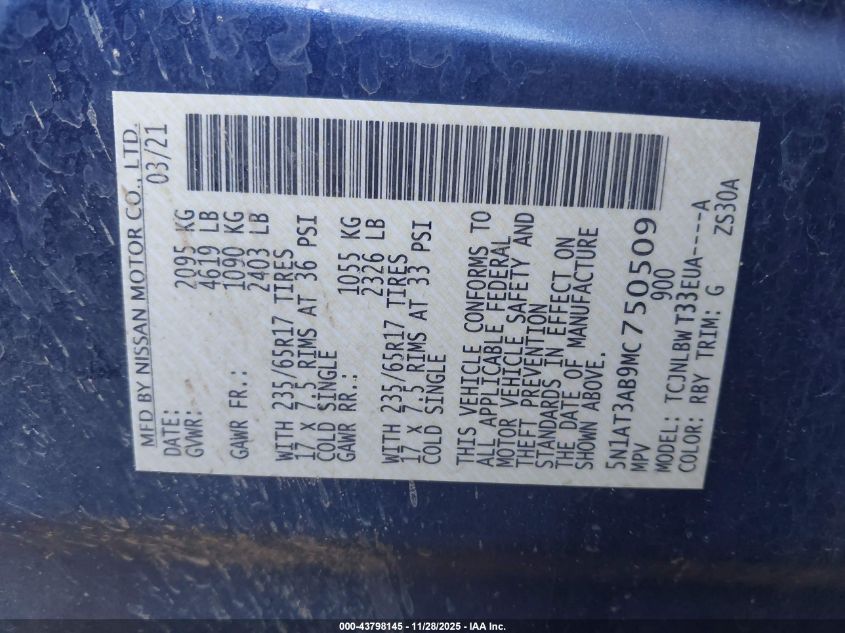 MFD BY NISSAN MOTOR CO., LTD.
DATE: 03/21
GVWR: 2095 KG
4619 LB
GAWR FR.: 1090 KG
2403 LB
WITH 235/65R17 TIRES
17 X 7.5 RIMS AT 36 PSI
COLD SINGLE
GAWR RR.: 1055 KG
2326 LB
WITH 235/65R17 TIRES
17 X 7.5 RIMS AT 33 PSI
COLD SINGLE
THIS VEHICLE CONFORMS TO
ALL APPLICABLE FEDERAL
MOTOR VEHICLE SAFETY AND
THEFT PREVENTION
STANDARDS IN EFFECT ON
THE DATE OF MANUFACTURE
SHOWN ABOVE.
5N1AT3AB9MC750509
MPV 900
MODEL: TCJNLBWT33EUA----A
COLOR: RBY TRIM: G ZS30A
000-43798145 - 11/28/2025 - IAA Inc.